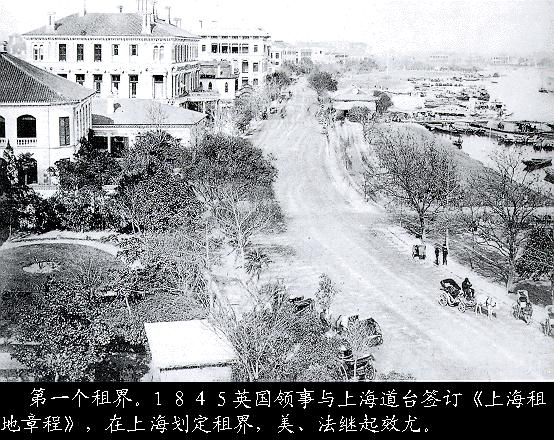 第一个租界。1845英国领事与上海道台签订《上海租
地章程》，在上海划定租界，美、法继起效尤。